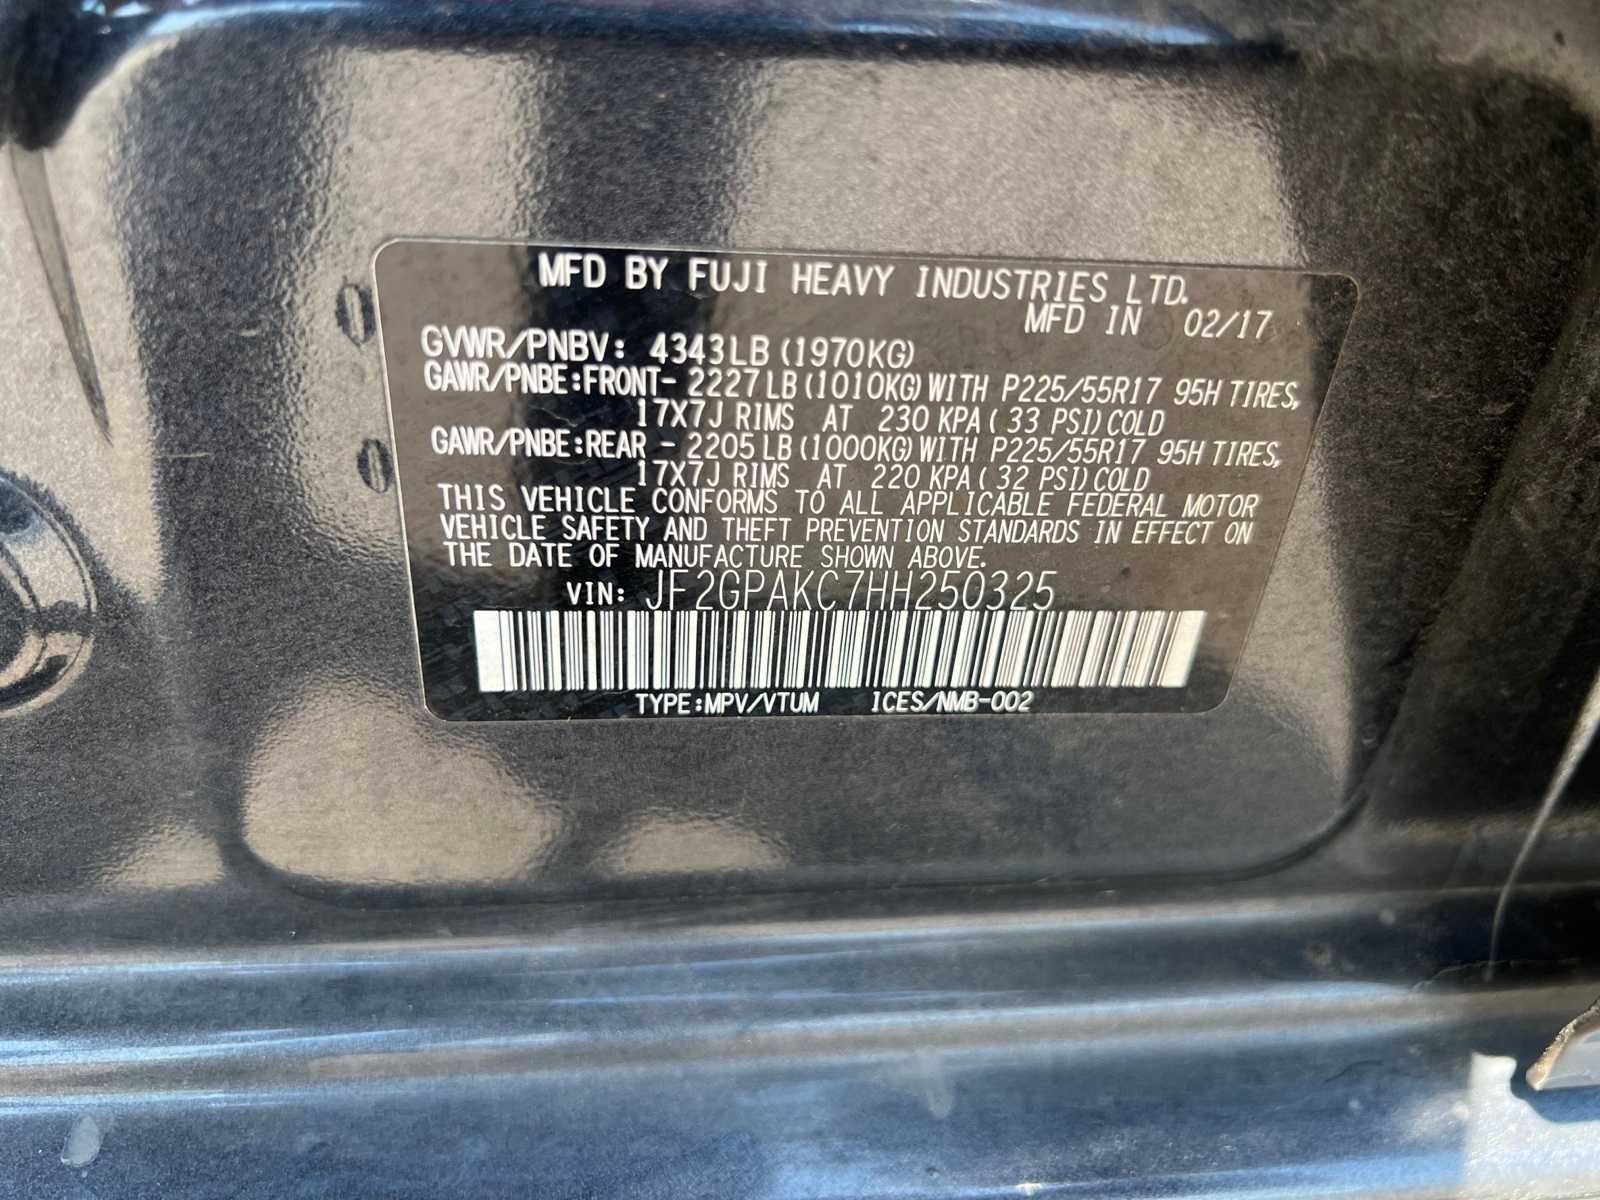 MFD BY FUJI HEAVY INDUSTRIES LTD.
MFD IN 02/17
GVWR/PNBV: 4343LB (1970KG)
GAWR/PNBE:FRONT- 2227LB (1010KG) WITH P225/55R17 95H TIRES,
17X7J RIMS AT 230 KPA ( 33 PSI) COLD
GAWR/PNBE:REAR - 2205LB (1000KG) WITH P225/55R17 95H TIRES,
17X7J RIMS AT 220 KPA ( 32 PSI) COLD
THIS VEHICLE CONFORMS TO ALL APPLICABLE FEDERAL MOTOR
VEHICLE SAFETY AND THEFT PREVENTION STANDARDS IN EFFECT ON
THE DATE OF MANUFACTURE SHOWN ABOVE.
VIN: JF2GPAKC7HH250325
TYPE:MPV/VTUM ICES/NMB-002